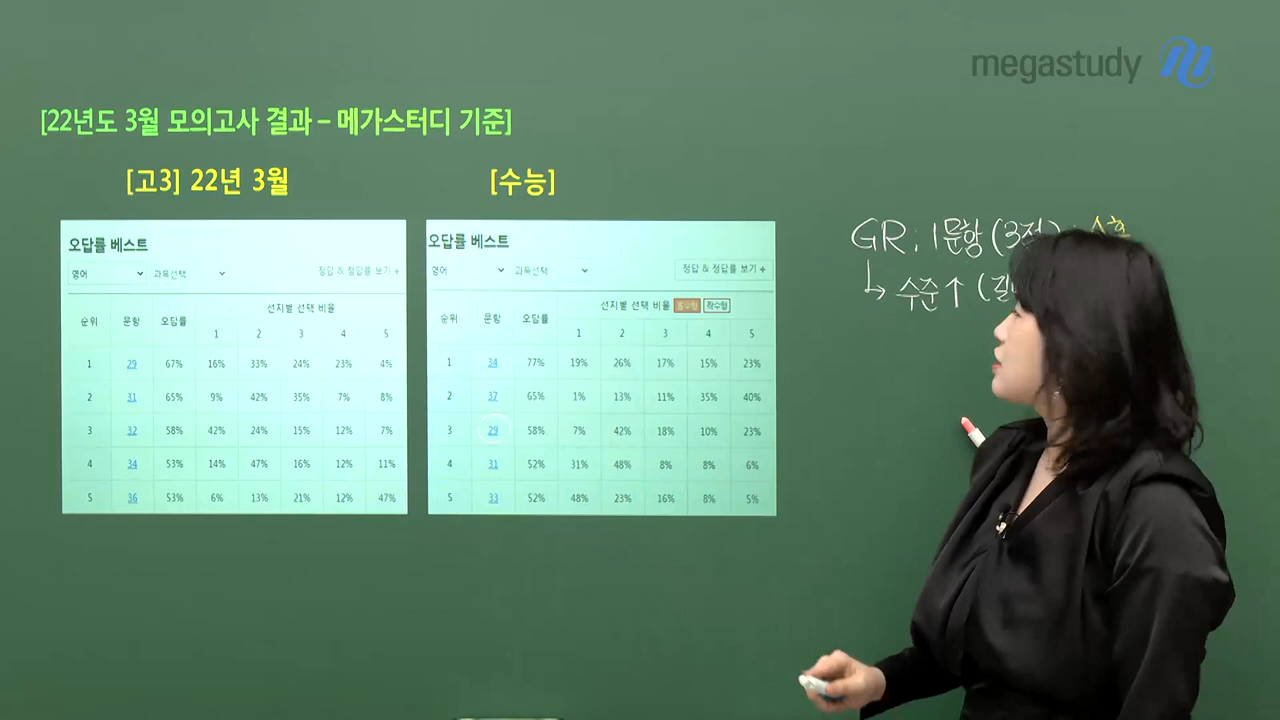 megastudy
[22년도 3월 모의고사 결과 – 메가스터디 기준]
[고3] 22년 3월
오답률 베스트
영어 과목선택 정답 & 정답률 보기 +
순위 문항 오답률 선지별 선택 비율
1 2 3 4 5
1 29 67% 16% 33% 24% 23% 4%
2 31 65% 9% 42% 35% 7% 8%
3 32 58% 42% 24% 15% 12% 7%
4 34 53% 14% 47% 16% 12% 11%
5 36 53% 6% 13% 21% 12% 47%
[수능]
오답률 베스트
영어 과목선택 정답 & 정답률 보기 +
순위 문항 오답률 선지별 선택 비율 홀수형 짝수형
1 2 3 4 5
1 34 77% 19% 26% 17% 15% 23%
2 37 65% 1% 13% 11% 35% 40%
3 29 58% 7% 42% 18% 10% 23%
4 31 52% 31% 48% 8% 8% 6%
5 33 52% 48% 23% 16% 8% 5%
GR: 1문항 (3점)
↳ 수준↑ (